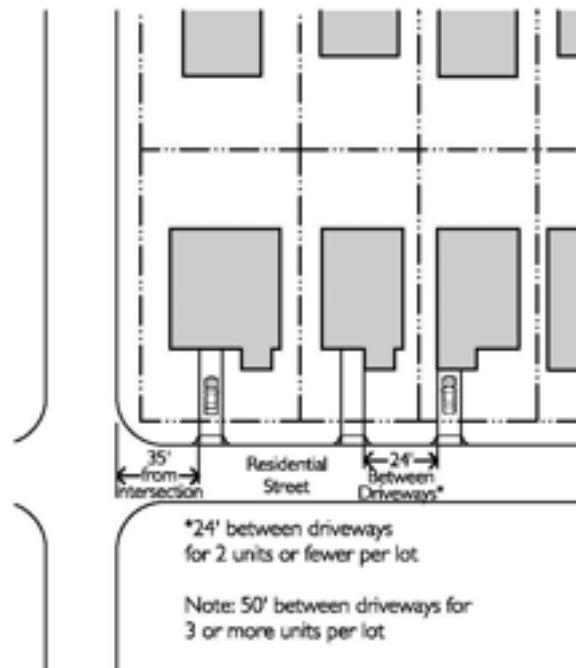 35'
from
Intersection
Residential
Street
24'
Between
Driveways*
*24' between driveways
for 2 units or fewer per lot
Note: 50' between driveways for
3 or more units per lot